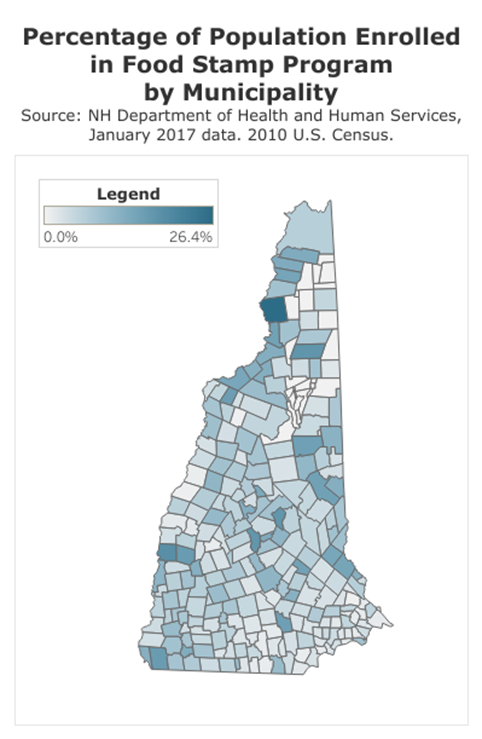 Percentage of Population Enrolled
in Food Stamp Program
by Municipality
Source: NH Department of Health and Human Services,
January 2017 data. 2010 U.S. Census.
Legend
0.0% 26.4%